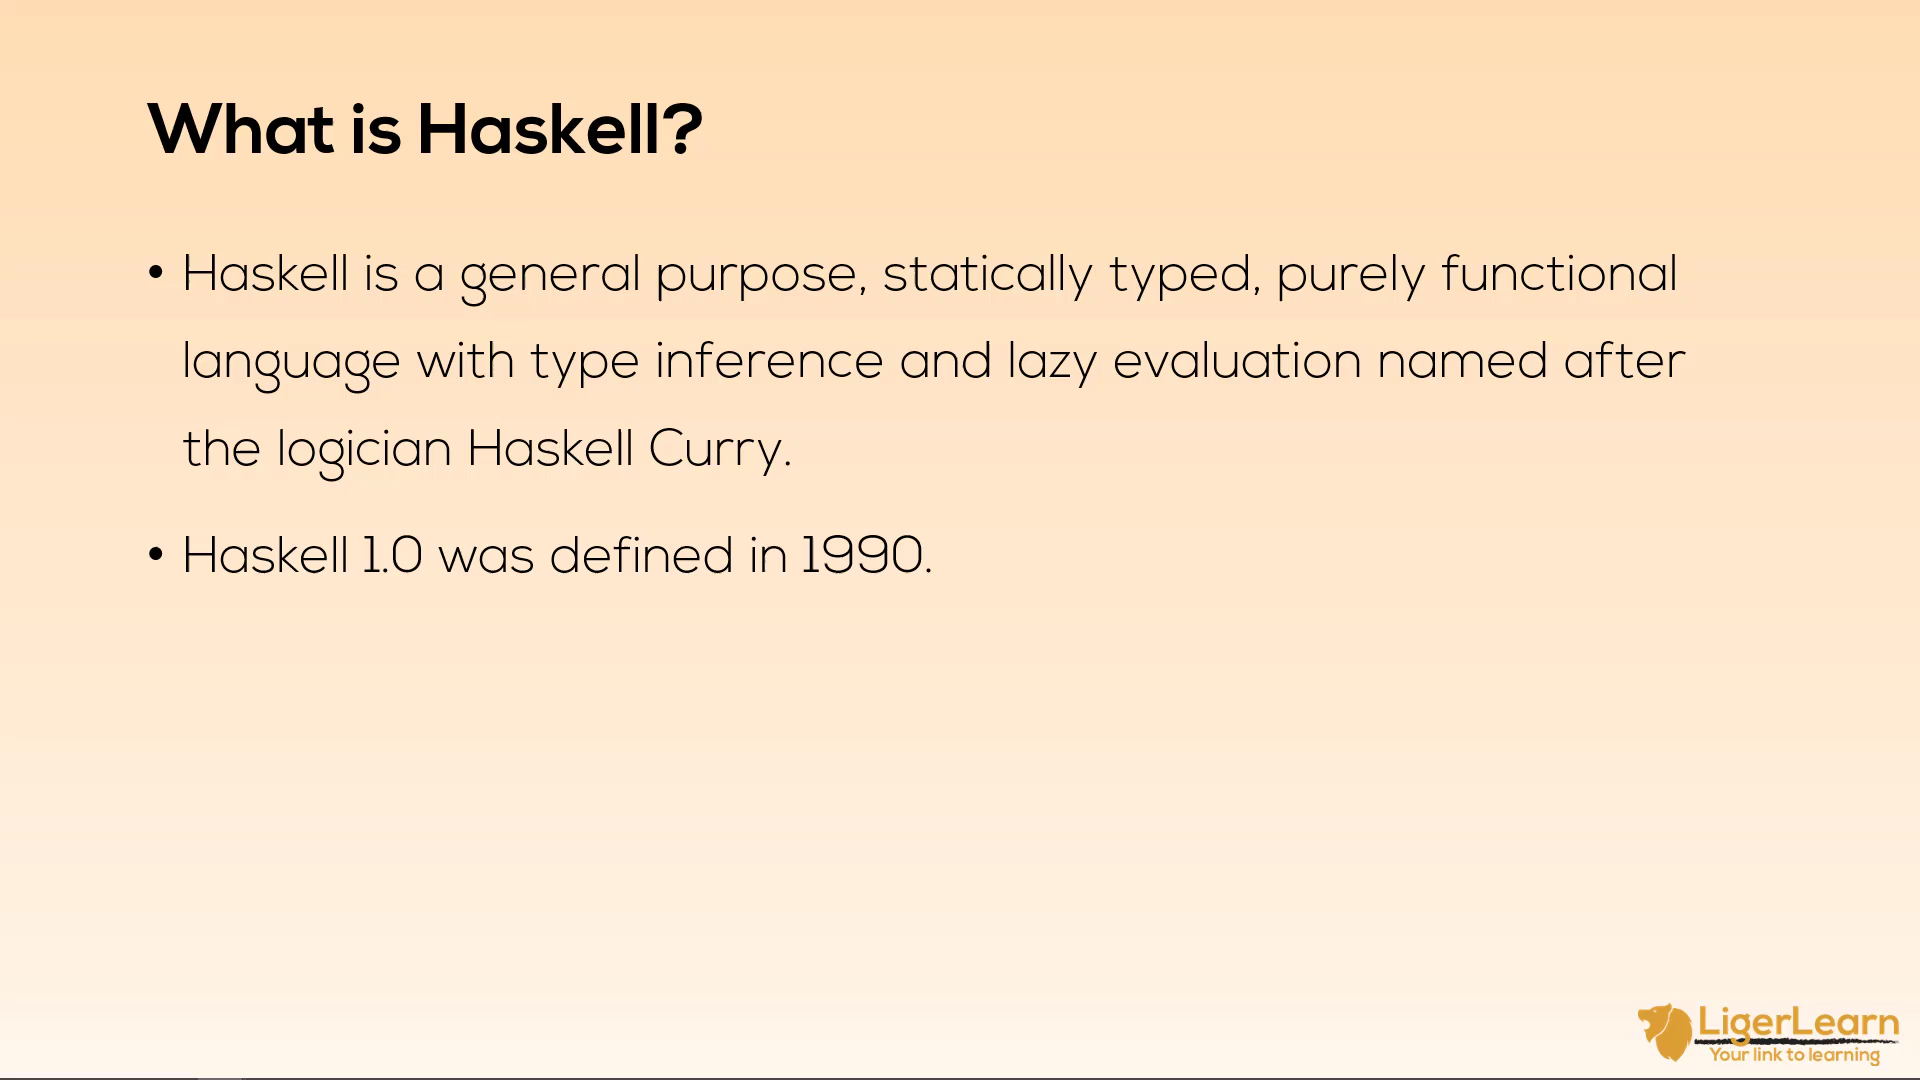 What is Haskell?
• Haskell is a general purpose, statically typed, purely functional
language with type inference and lazy evaluation named after
the logician Haskell Curry.
• Haskell 1.0 was defined in 1990.
LigerLearn
Your link to learning